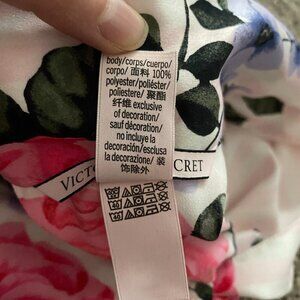 body/corps/cuerpo/
corpo/ 面料 100%
polyester/poliéster/
poliestere/ 聚酯
纤维 exclusive
of decoration/
sauf décoration/
no incluye la
decoración/esclusa
la decorazione/ 装
饰除外
VICTO
CRET